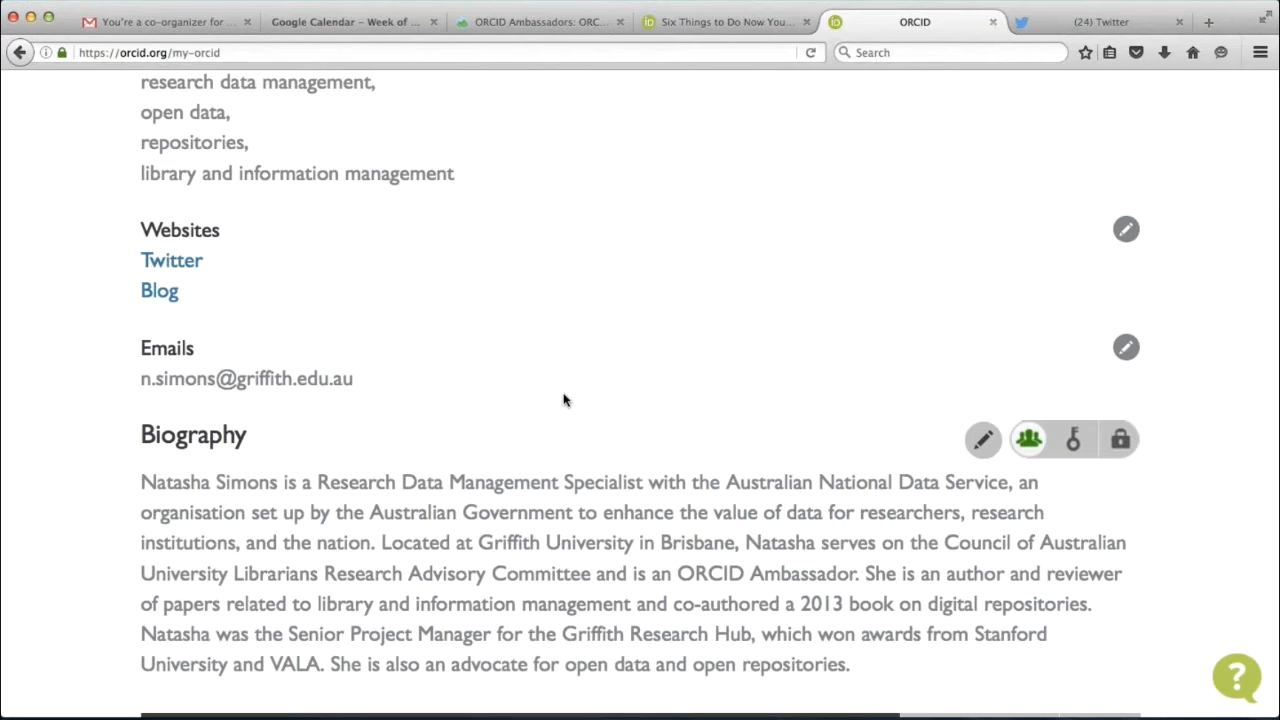 You're a co-organizer for ...
Google Calendar - Week of ...
ORCID Ambassadors: ORC...
Six Things to Do Now You...
ORCID
(24) Twitter
https://orcid.org/my-orcid
Search
research data management,
open data,
repositories,
library and information management
Websites
Twitter
Blog
Emails
n.simons@griffith.edu.au
Biography
Natasha Simons is a Research Data Management Specialist with the Australian National Data Service, an
organisation set up by the Australian Government to enhance the value of data for researchers, research
institutions, and the nation. Located at Griffith University in Brisbane, Natasha serves on the Council of Australian
University Librarians Research Advisory Committee and is an ORCID Ambassador. She is an author and reviewer
of papers related to library and information management and co-authored a 2013 book on digital repositories.
Natasha was the Senior Project Manager for the Griffith Research Hub, which won awards from Stanford
University and VALA. She is also an advocate for open data and open repositories.
?